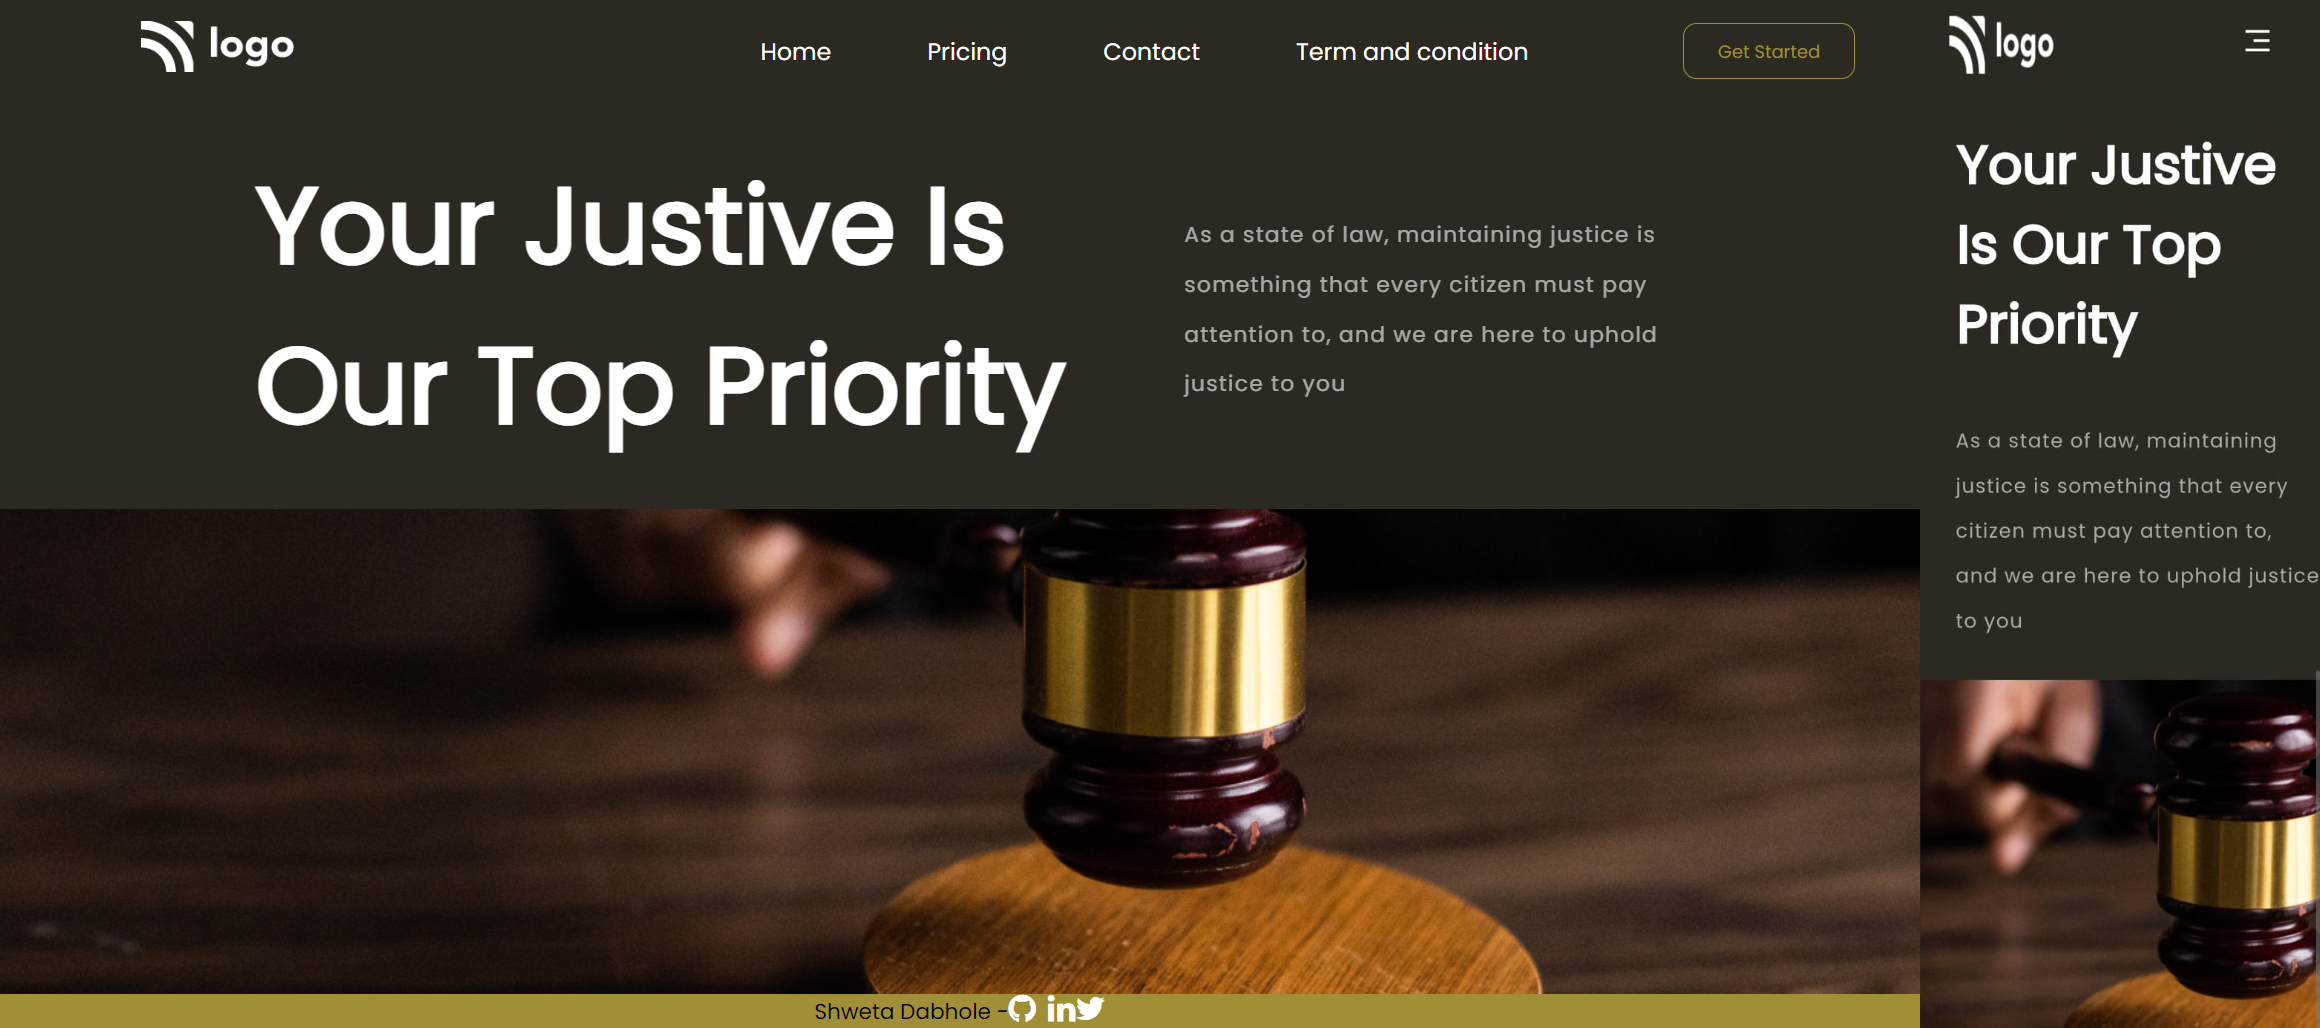 logo
Home Pricing Contact Term and condition Get Started
Your Justive Is
Our Top Priority
As a state of law, maintaining justice is
something that every citizen must pay
attention to, and we are here to uphold
justice to you
Shweta Dabhole -
logo
Your Justive
Is Our Top
Priority
As a state of law, maintaining
justice is something that every
citizen must pay attention to,
and we are here to uphold justice
to you